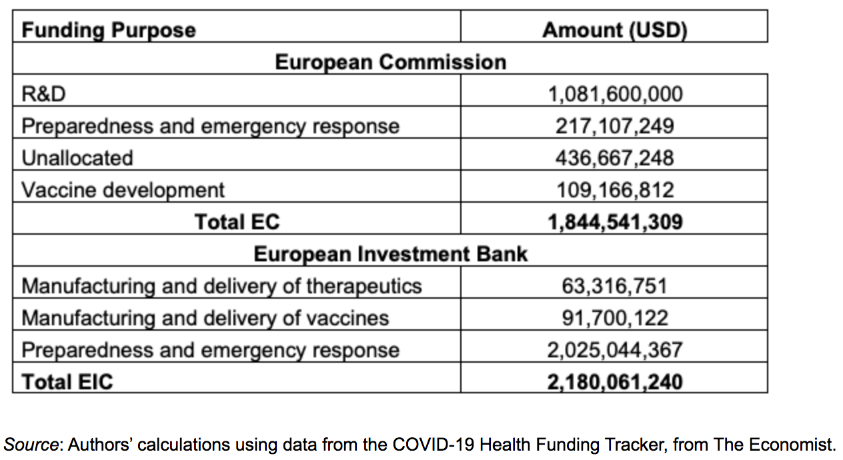 Funding Purpose Amount (USD)
European Commission
R&D 1,081,600,000
Preparedness and emergency response 217,107,249
Unallocated 436,667,248
Vaccine development 109,166,812
Total EC 1,844,541,309
European Investment Bank
Manufacturing and delivery of therapeutics 63,316,751
Manufacturing and delivery of vaccines 91,700,122
Preparedness and emergency response 2,025,044,367
Total EIC 2,180,061,240
Source: Authors’ calculations using data from the COVID-19 Health Funding Tracker, from The Economist.